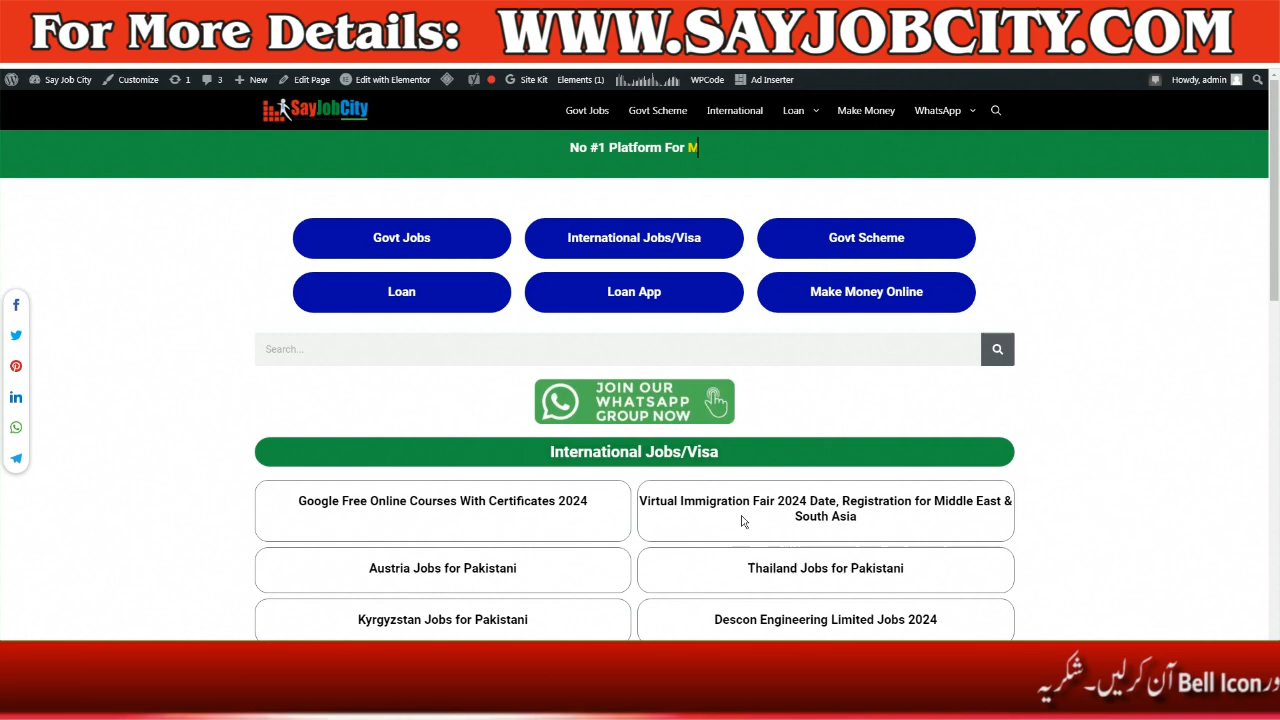 For More Details: WWW.SAYJOBCITY.COM
Say Job City Customize 1 3 New Edit Page Edit with Elementor Site Kit Elements (1) WPCode Ad Inserter Howdy, admin
SayJobCity Govt Jobs Govt Scheme International Loan Make Money WhatsApp
No #1 Platform For M
Govt Jobs International Jobs/Visa Govt Scheme
Loan Loan App Make Money Online
Search...
JOIN OUR
WHATSAPP
GROUP NOW
International Jobs/Visa
Google Free Online Courses With Certificates 2024
Virtual Immigration Fair 2024 Date, Registration for Middle East &
South Asia
Austria Jobs for Pakistani Thailand Jobs for Pakistani
Kyrgyzstan Jobs for Pakistani Descon Engineering Limited Jobs 2024
ور Bell Icon آن کرلیں۔ شکریہ